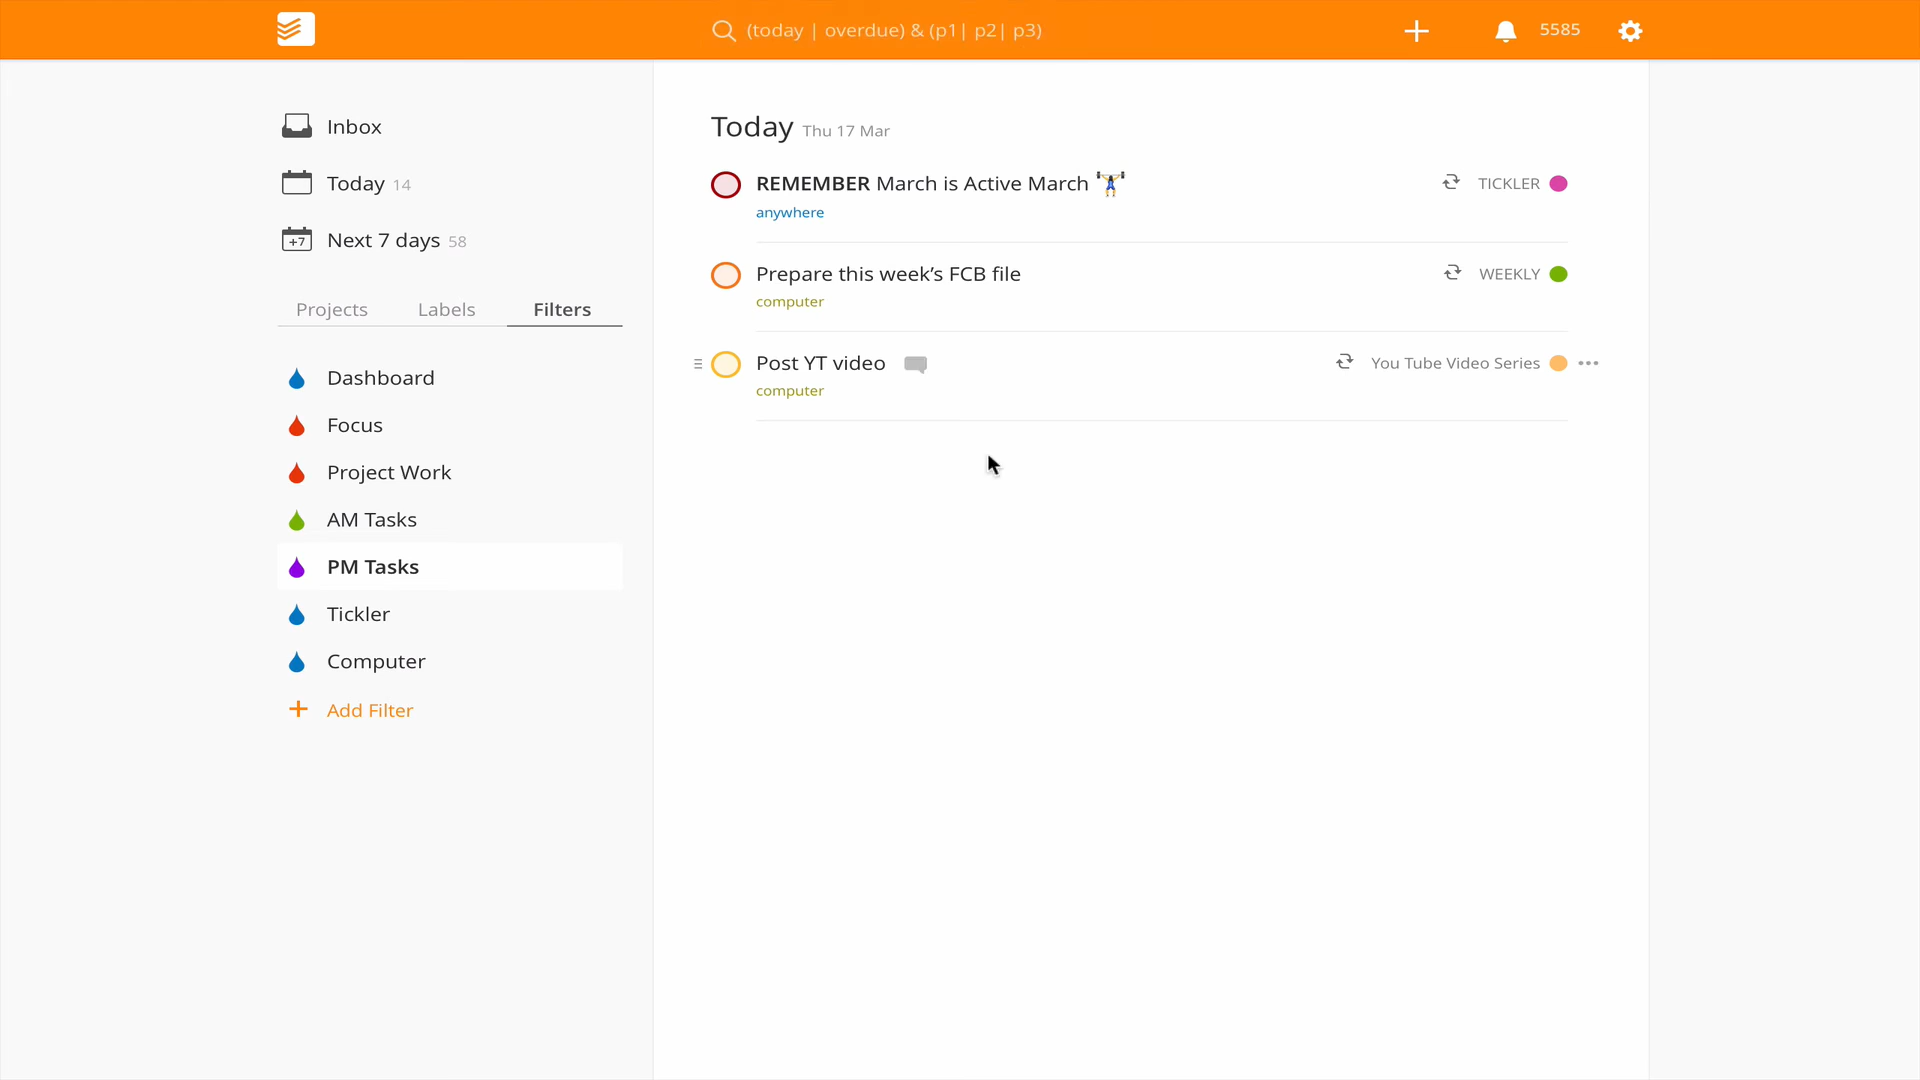 (today | overdue) & (p1| p2| p3)
5585
Inbox
Today 14
+7 Next 7 days 58
Projects Labels Filters
Dashboard
Focus
Project Work
AM Tasks
PM Tasks
Tickler
Computer
+ Add Filter
Today Thu 17 Mar
REMEMBER March is Active March 🏋 TICKLER
anywhere
Prepare this week’s FCB file WEEKLY
computer
Post YT video You Tube Video Series
computer